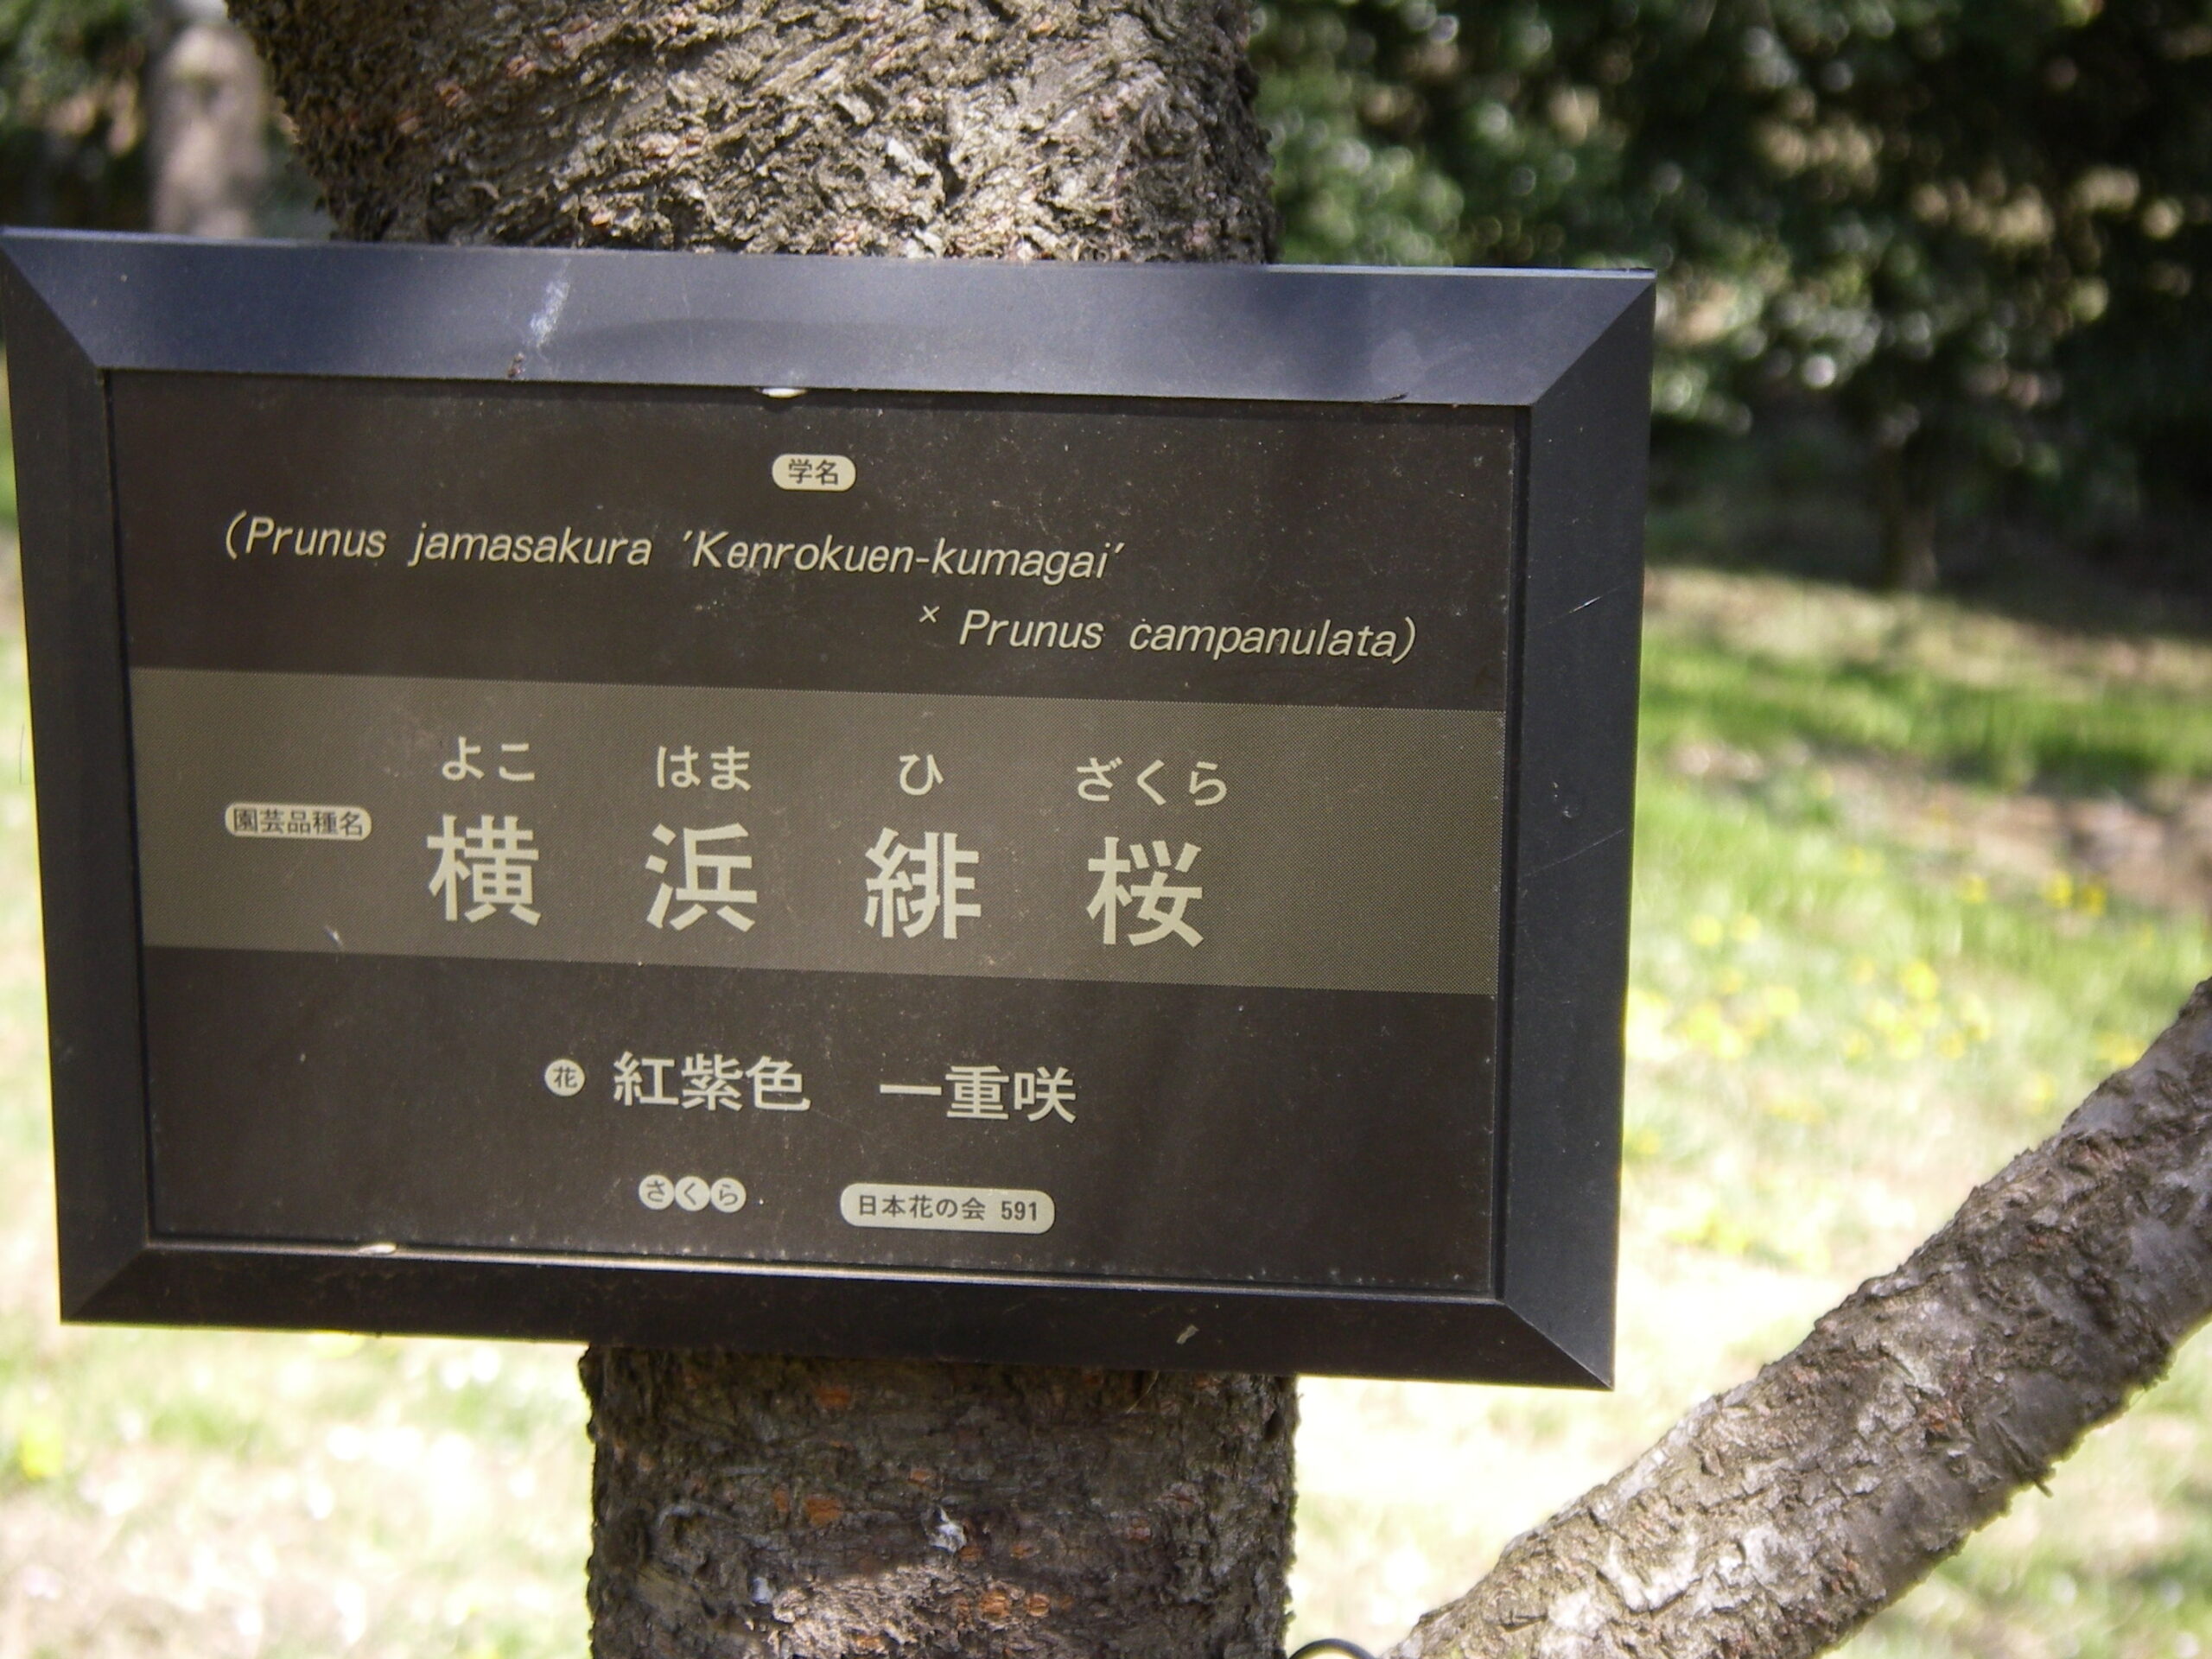 学名
(Prunus jamasakura 'Kenrokuen-kumagai'
× Prunus campanulata)
よこ はま ひ ざくら
園芸品種名 横浜緋桜
花 紅紫色 一重咲
さくら 日本花の会 591